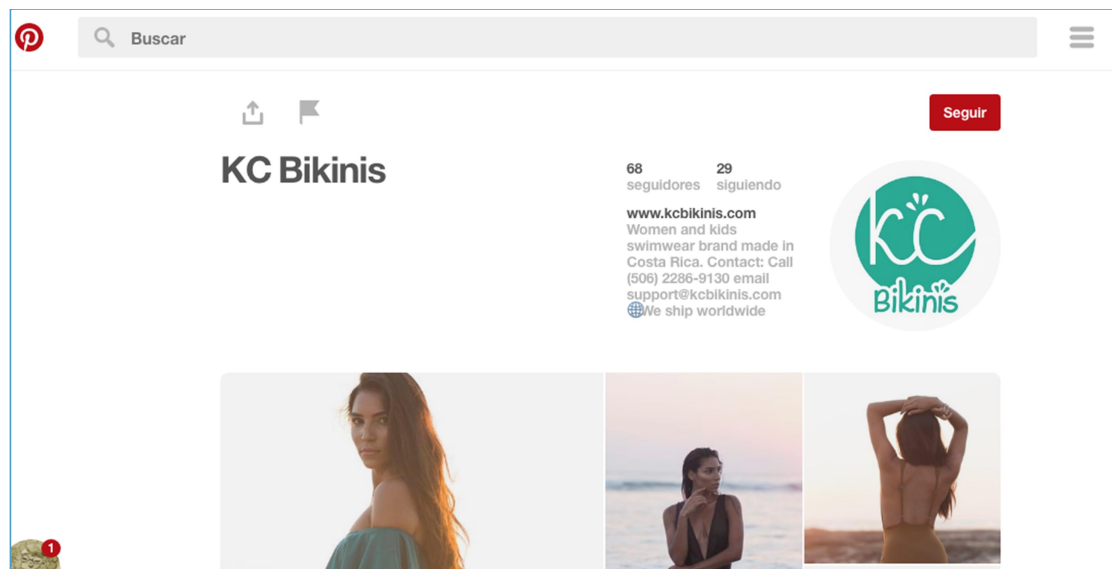 Buscar
Seguir
KC Bikinis
68
seguidores
29
siguiendo
www.kcbikinis.com
Women and kids
swimwear brand made in
Costa Rica. Contact: Call
(506) 2286-9130 email
support@kcbikinis.com
We ship worldwide
kc
Bikinis
1